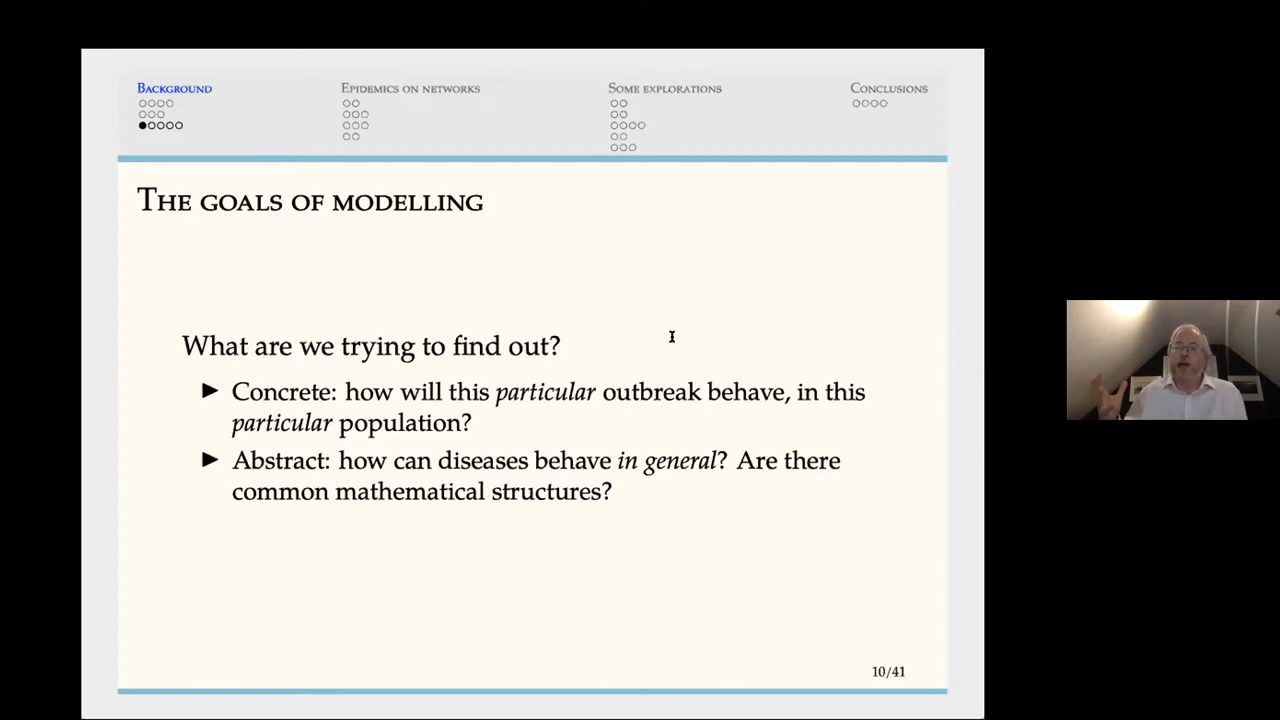 BACKGROUND
EPIDEMICS ON NETWORKS
SOME EXPLORATIONS
CONCLUSIONS
THE GOALS OF MODELLING
What are we trying to find out?
Concrete: how will this particular outbreak behave, in this
particular population?
Abstract: how can diseases behave in general? Are there
common mathematical structures?
10/41